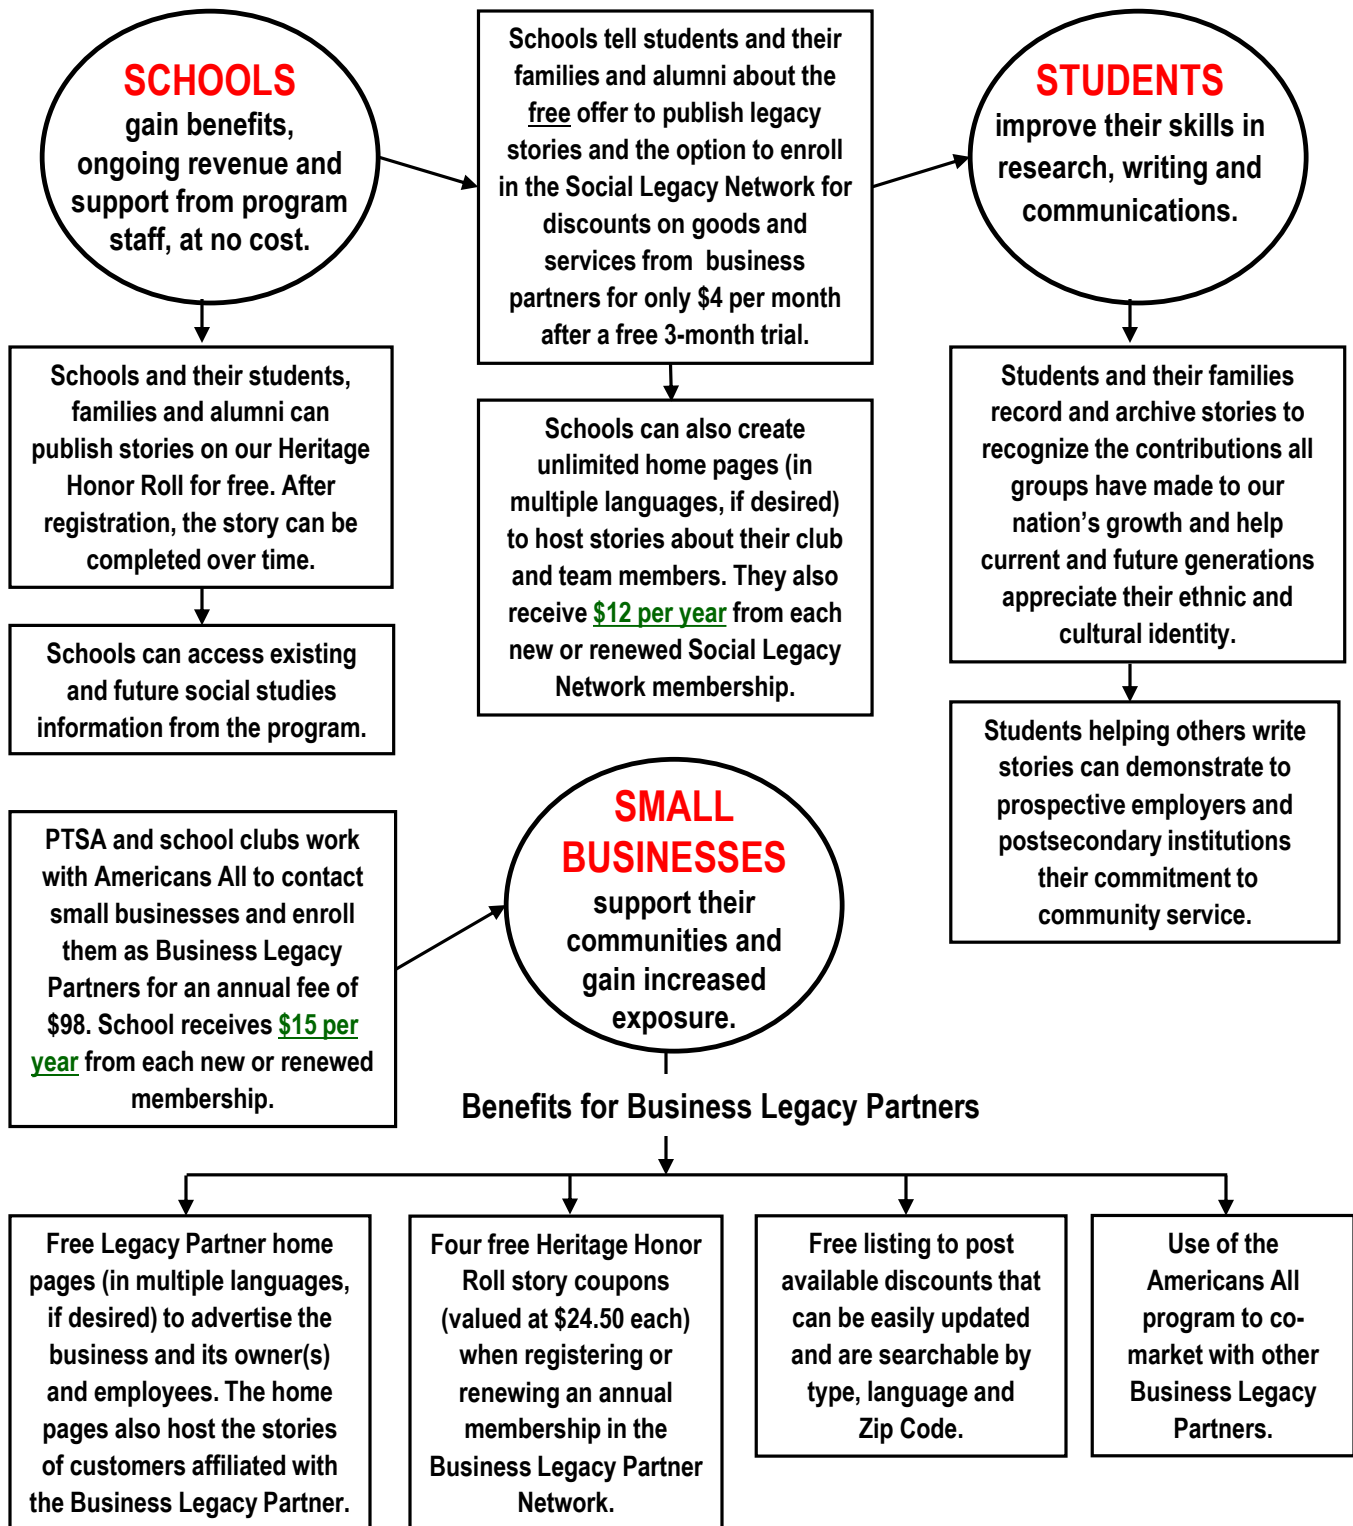 SCHOOLS
gain benefits,
ongoing revenue and
support from program
staff, at no cost.
Schools tell students and their
families and alumni about the
free offer to publish legacy
stories and the option to enroll
in the Social Legacy Network for
discounts on goods and
services from business
partners for only $4 per month
after a free 3-month trial.
STUDENTS
improve their skills in
research, writing and
communications.
Schools and their students,
families and alumni can
publish stories on our Heritage
Honor Roll for free. After
registration, the story can be
completed over time.
Schools can also create
unlimited home pages (in
multiple languages, if desired)
to host stories about their club
and team members. They also
receive $12 per year from each
new or renewed Social Legacy
Network membership.
Students and their families
record and archive stories to
recognize the contributions all
groups have made to our
nation’s growth and help
current and future generations
appreciate their ethnic and
cultural identity.
Schools can access existing
and future social studies
information from the program.
Students helping others write
stories can demonstrate to
prospective employers and
postsecondary institutions
their commitment to
community service.
PTSA and school clubs work
with Americans All to contact
small businesses and enroll
them as Business Legacy
Partners for an annual fee of
$98. School receives $15 per
year from each new or renewed
membership.
SMALL
BUSINESSES
support their
communities and
gain increased
exposure.
Benefits for Business Legacy Partners
Free Legacy Partner home
pages (in multiple languages,
if desired) to advertise the
business and its owner(s)
and employees. The home
pages also host the stories
of customers affiliated with
the Business Legacy Partner.
Four free Heritage Honor
Roll story coupons
(valued at $24.50 each)
when registering or
renewing an annual
membership in the
Business Legacy Partner
Network.
Free listing to post
available discounts that
can be easily updated
and are searchable by
type, language and
Zip Code.
Use of the
Americans All
program to co-
market with other
Business Legacy
Partners.